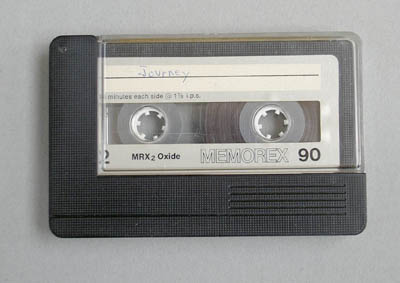 Journey
minutes each side @ 1⅞ i.p.s.
2 MRX₂ Oxide MEMOREX 90